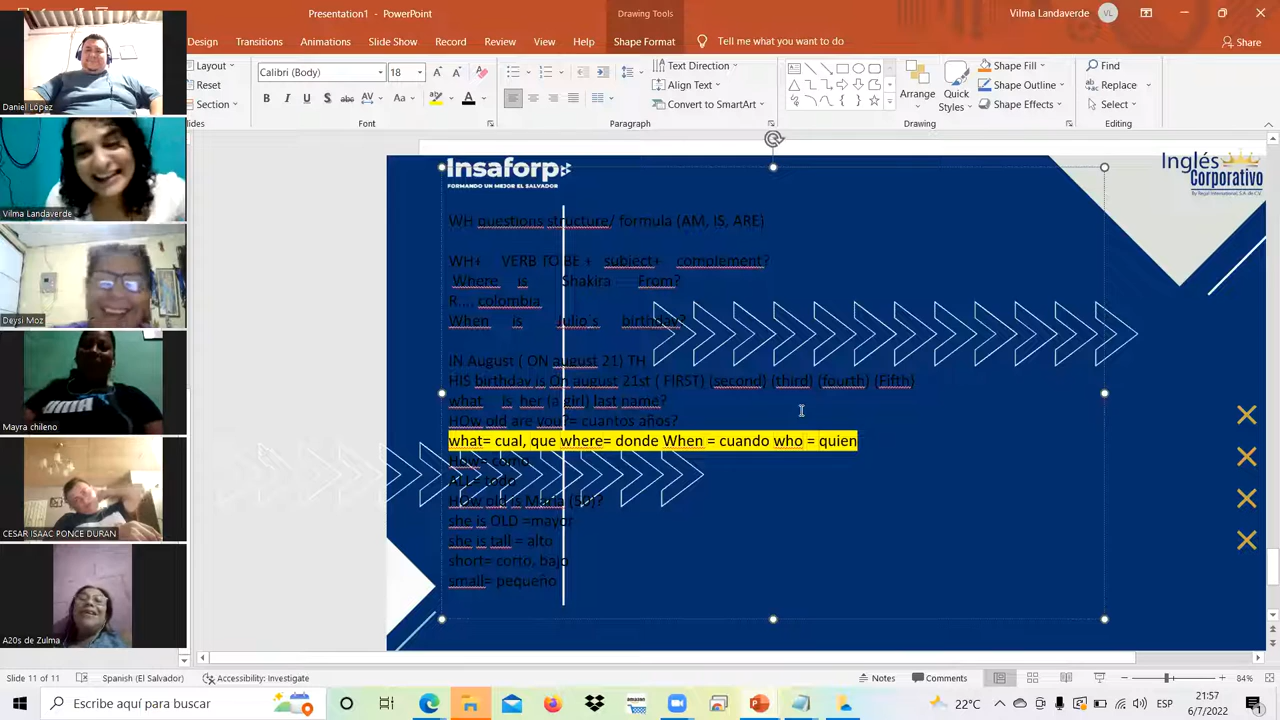 Presentation1 - PowerPoint
Drawing Tools
Vilma Landaverde VL
Design Transitions Animations Slide Show Record Review View Help Shape Format Tell me what you want to do Share
Layout
Reset
Section
Calibri (Body) 18
Font
Text Direction
Align Text
Convert to SmartArt
Paragraph
Arrange
Quick Styles
Shape Fill
Shape Outline
Shape Effects
Drawing
Find
Replace
Select
Editing
Daniel Lopez
Vilma Landaverde
Deysi Moz
Mayra chileno
CESAR ISAAC PONCE DURAN
A20s de Zulma
Insaforp
FORMANDO UN MEJOR EL SALVADOR
Inglés Corporativo
WH questions structure/ formula (AM, IS, ARE)
WH+ VERB TO BE + subject+ complement?
Where is Shakira From?
R.... colombia
When is Julio´s birthday?
IN August ( ON august 21) TH
HIS birthday is On august 21st ( FIRST) (second) (third) (fourth) (Fifth)
what is her (a girl) last name?
HOw old are you?= cuantos años?
what= cual, que where= donde When = cuando who = quien
How= como
ALL= todo
HOw old is Maria (50)?
she is OLD =mayor
she is tall = alto
short= corto, bajo
small= pequeño
Slide 11 of 11 Spanish (El Salvador) Accessibility: Investigate Notes Comments 84%
Escribe aquí para buscar
22°C
ESP
21:57
6/7/2022